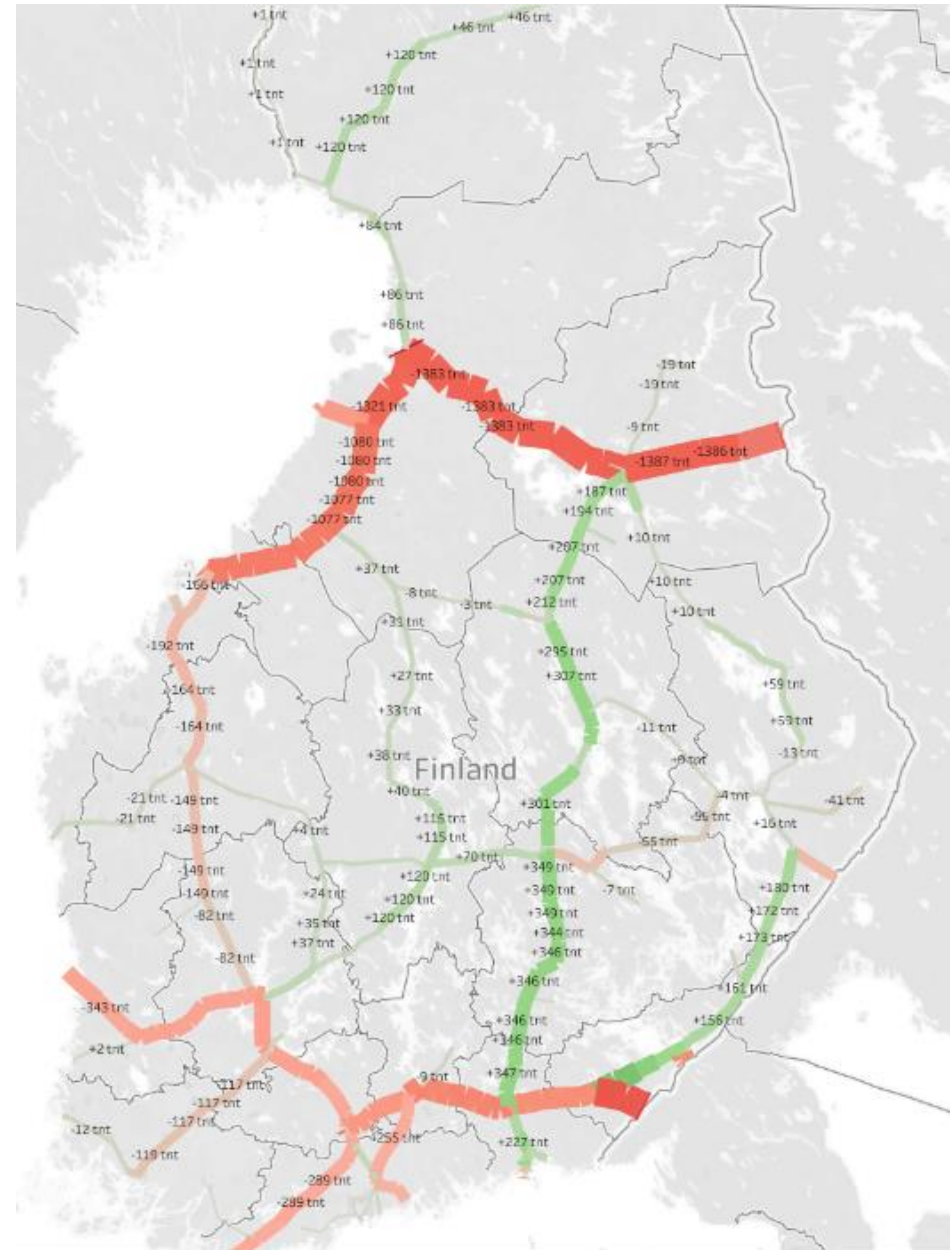 +1 tnt
+46 tnt
+46 tnt
+120 tnt
+1 tnt
+120 tnt
+1 tnt
+120 tnt
+1 tnt
+120 tnt
+84 tnt
+86 tnt
+86 tnt
-19 tnt
-1383 tnt
-19 tnt
-1321 tnt
-1383 tnt
-1383 tnt
-9 tnt
-1080 tnt
-1386 tnt
-1080 tnt
-1387 tnt
-1080 tnt
+187 tnt
-1077 tnt
+194 tnt
-1077 tnt
+207 tnt
+10 tnt
+37 tnt
-166 tnt
+207 tnt
+10 tnt
-8 tnt
-3 tnt
+212 tnt
+10 tnt
+31 tnt
-192 tnt
+295 tnt
+27 tnt
+307 tnt
+59 tnt
-164 tnt
+33 tnt
-164 tnt
-11 tnt
+59 tnt
+38 tnt
-13 tnt
Finland
+40 tnt
-21 tnt
-149 tnt
+301 tnt
-4 tnt
-41 tnt
-21 tnt
+115 tnt
+16 tnt
-149 tnt
+4 tnt
+115 tnt
-55 tnt
+70 tnt
-149 tnt
+349 tnt
+120 tnt
-149 tnt
+24 tnt
+349 tnt
-7 tnt
+180 tnt
+120 tnt
-82 tnt
+35 tnt
+120 tnt
+349 tnt
+172 tnt
+37 tnt
+344 tnt
+173 tnt
-82 tnt
+346 tnt
+346 tnt
+161 tnt
-343 tnt
+346 tnt
+156 tnt
+2 tnt
+346 tnt
+347 tnt
-9 tnt
-117 tnt
-117 tnt
-117 tnt
-12 tnt
-255 tnt
+227 tnt
-119 tnt
-289 tnt
-289 tnt